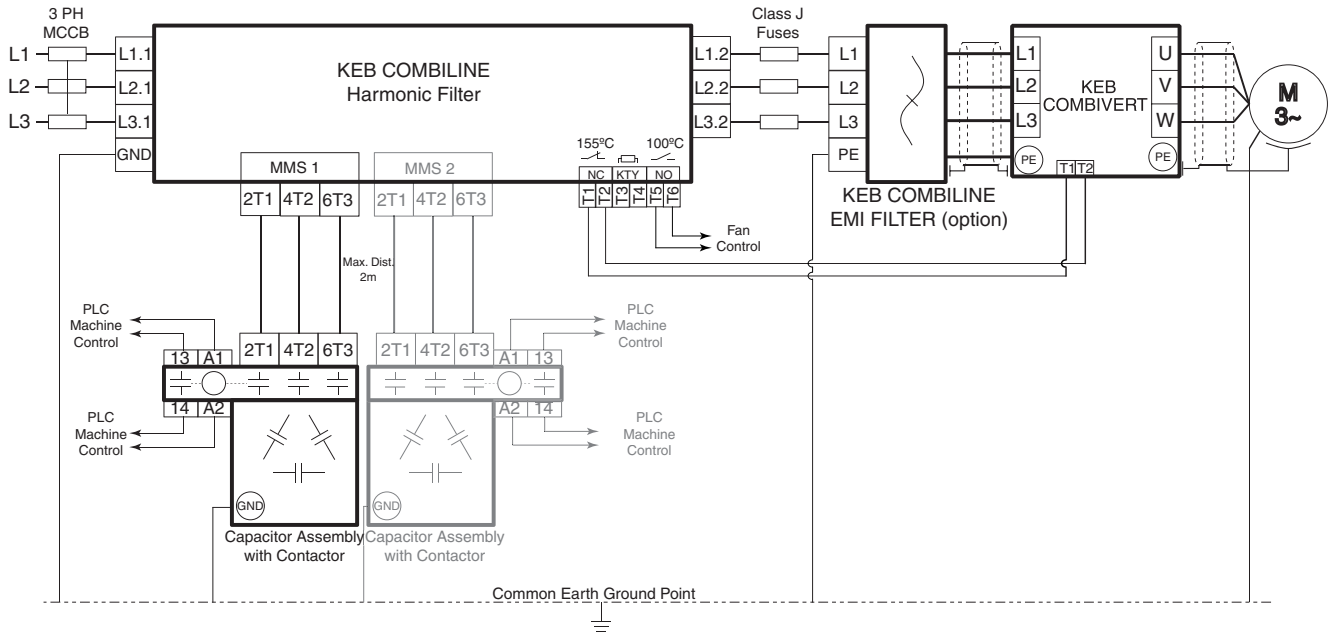 3 PH
MCCB
L1
L2
L3
L1.1
L2.1
L3.1
GND
KEB COMBILINE
Harmonic Filter
L1.2
L2.2
L3.2
Class J
Fuses
L1
L2
L3
PE
KEB COMBILINE
EMI FILTER (option)
L1
L2
L3
PE
KEB
COMBIVERT
U
V
W
PE
T1 T2
M
3~
155ºC
100ºC
NC KTY NO
T1 T2 T3 T4 T5 T6
Fan
Control
MMS 1
2T1 4T2 6T3
MMS 2
2T1 4T2 6T3
Max. Dist.
2m
PLC
Machine
Control
13 A1
2T1 4T2 6T3
2T1 4T2 6T3
A1 13
PLC
Machine
Control
14 A2
PLC
Machine
Control
A2 14
PLC
Machine
Control
GND
GND
Capacitor Assembly
with Contactor
Capacitor Assembly
with Contactor
Common Earth Ground Point